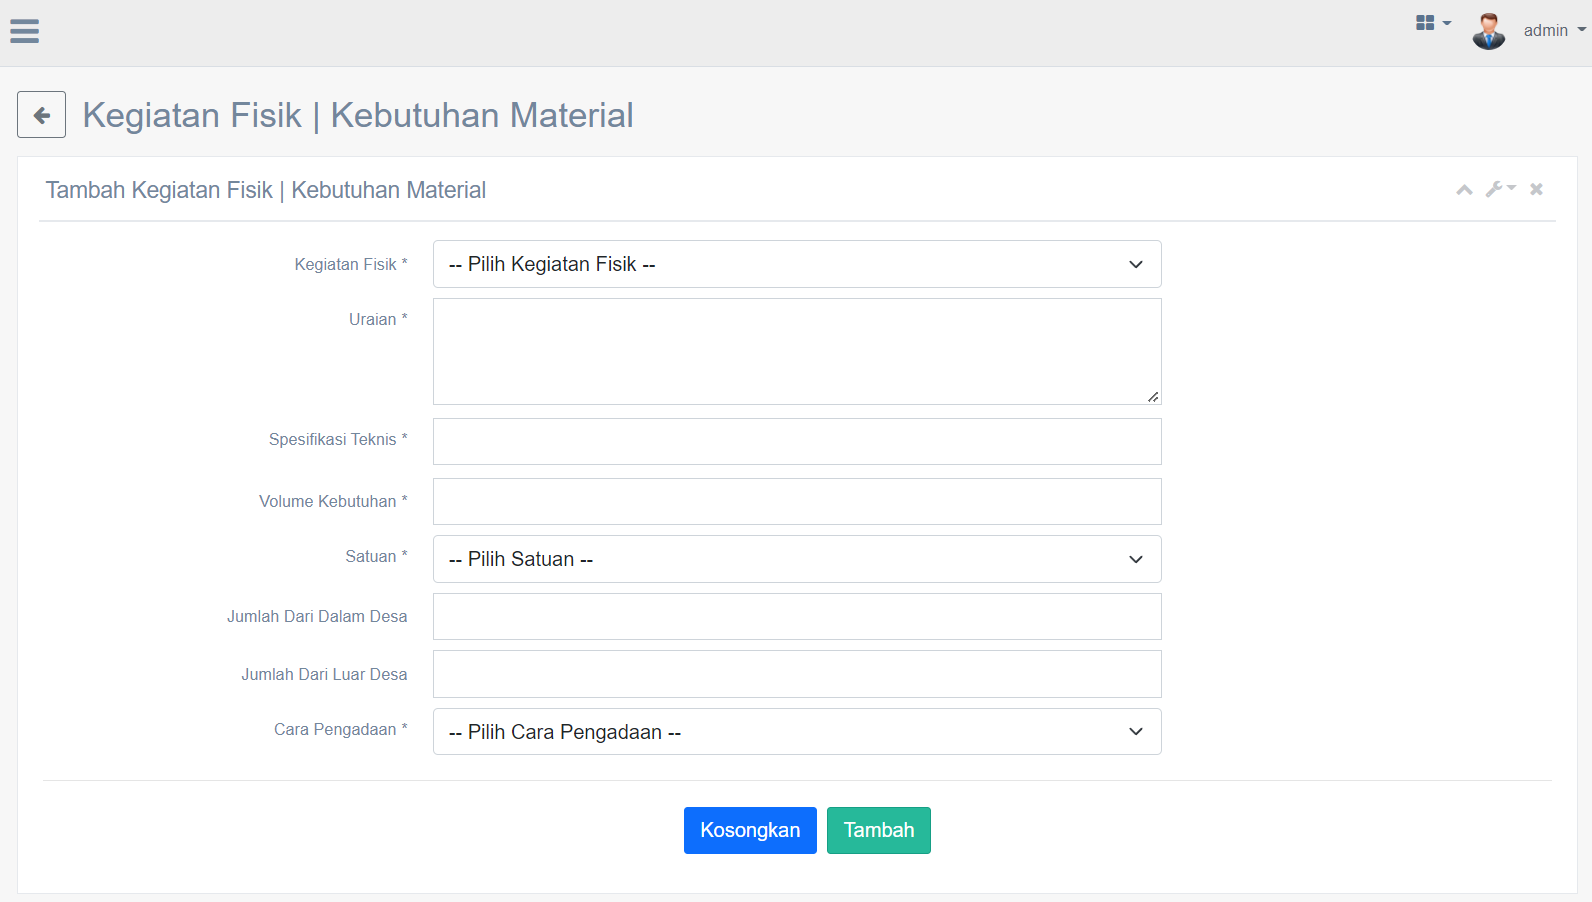 admin
Kegiatan Fisik | Kebutuhan Material
Tambah Kegiatan Fisik | Kebutuhan Material
Kegiatan Fisik * -- Pilih Kegiatan Fisik --
Uraian *
Spesifikasi Teknis *
Volume Kebutuhan *
Satuan * -- Pilih Satuan --
Jumlah Dari Dalam Desa
Jumlah Dari Luar Desa
Cara Pengadaan * -- Pilih Cara Pengadaan --
Kosongkan Tambah